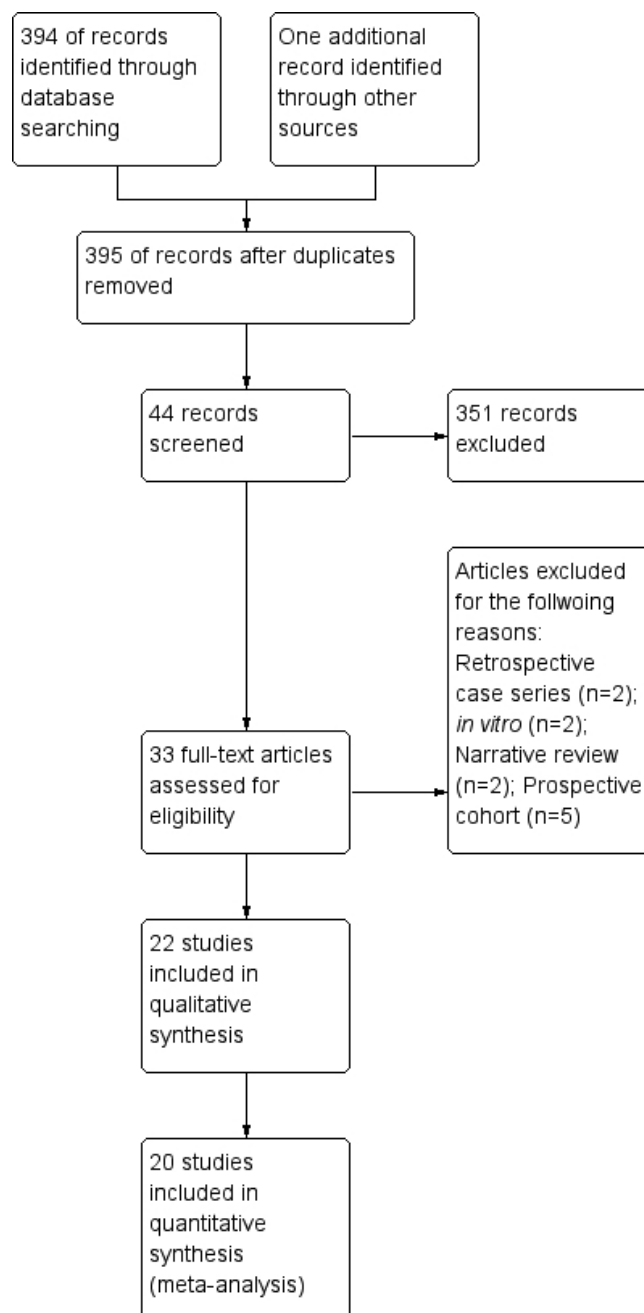 394 of records
identified through
database
searching
One additional
record identified
through other
sources
395 of records after duplicates
removed
44 records
screened
351 records
excluded
Articles excluded
for the follwoing
reasons:
Retrospective
case series (n=2);
in vitro (n=2);
Narrative review
(n=2); Prospective
cohort (n=5)
33 full-text articles
assessed for
eligibility
22 studies
included in
qualitative
synthesis
20 studies
included in
quantitative
synthesis
(meta-analysis)